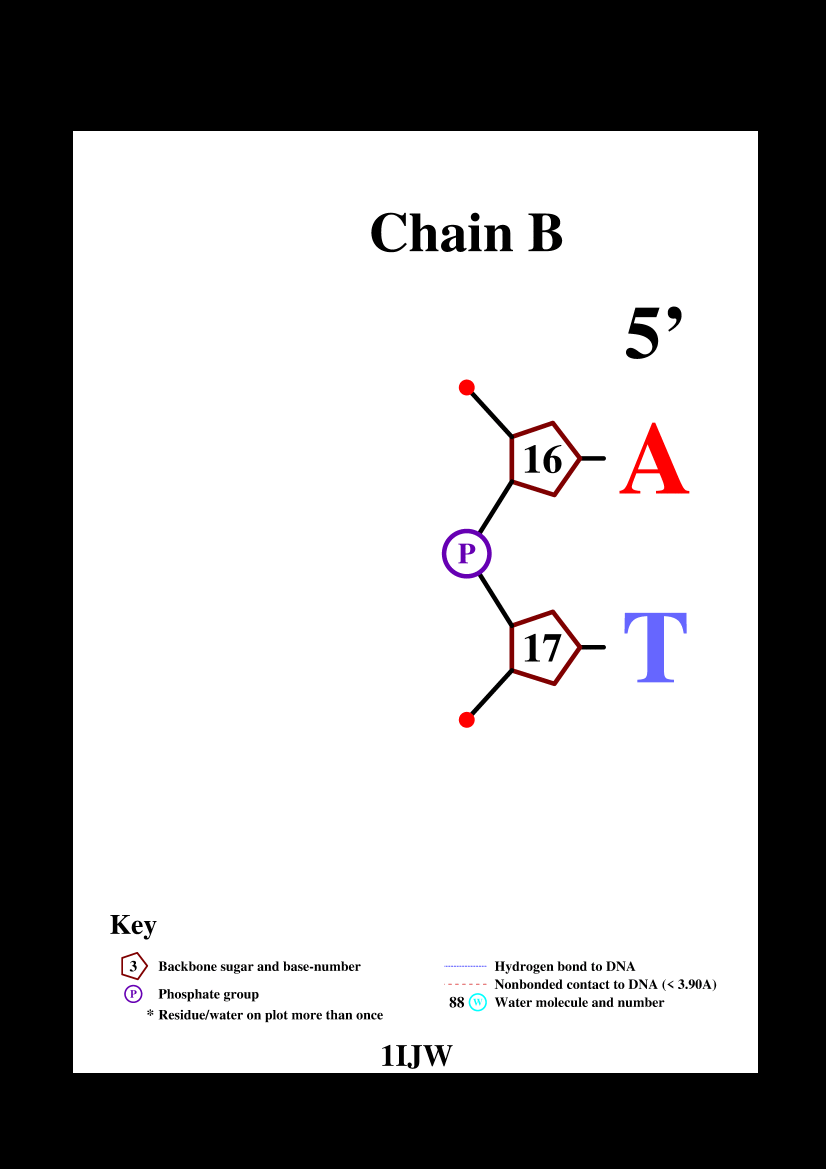 Chain B
5’
16 A
P
17 T
Key
3 Backbone sugar and base-number
P Phosphate group
* Residue/water on plot more than once
Hydrogen bond to DNA
Nonbonded contact to DNA (< 3.90A)
88 W Water molecule and number
1IJW